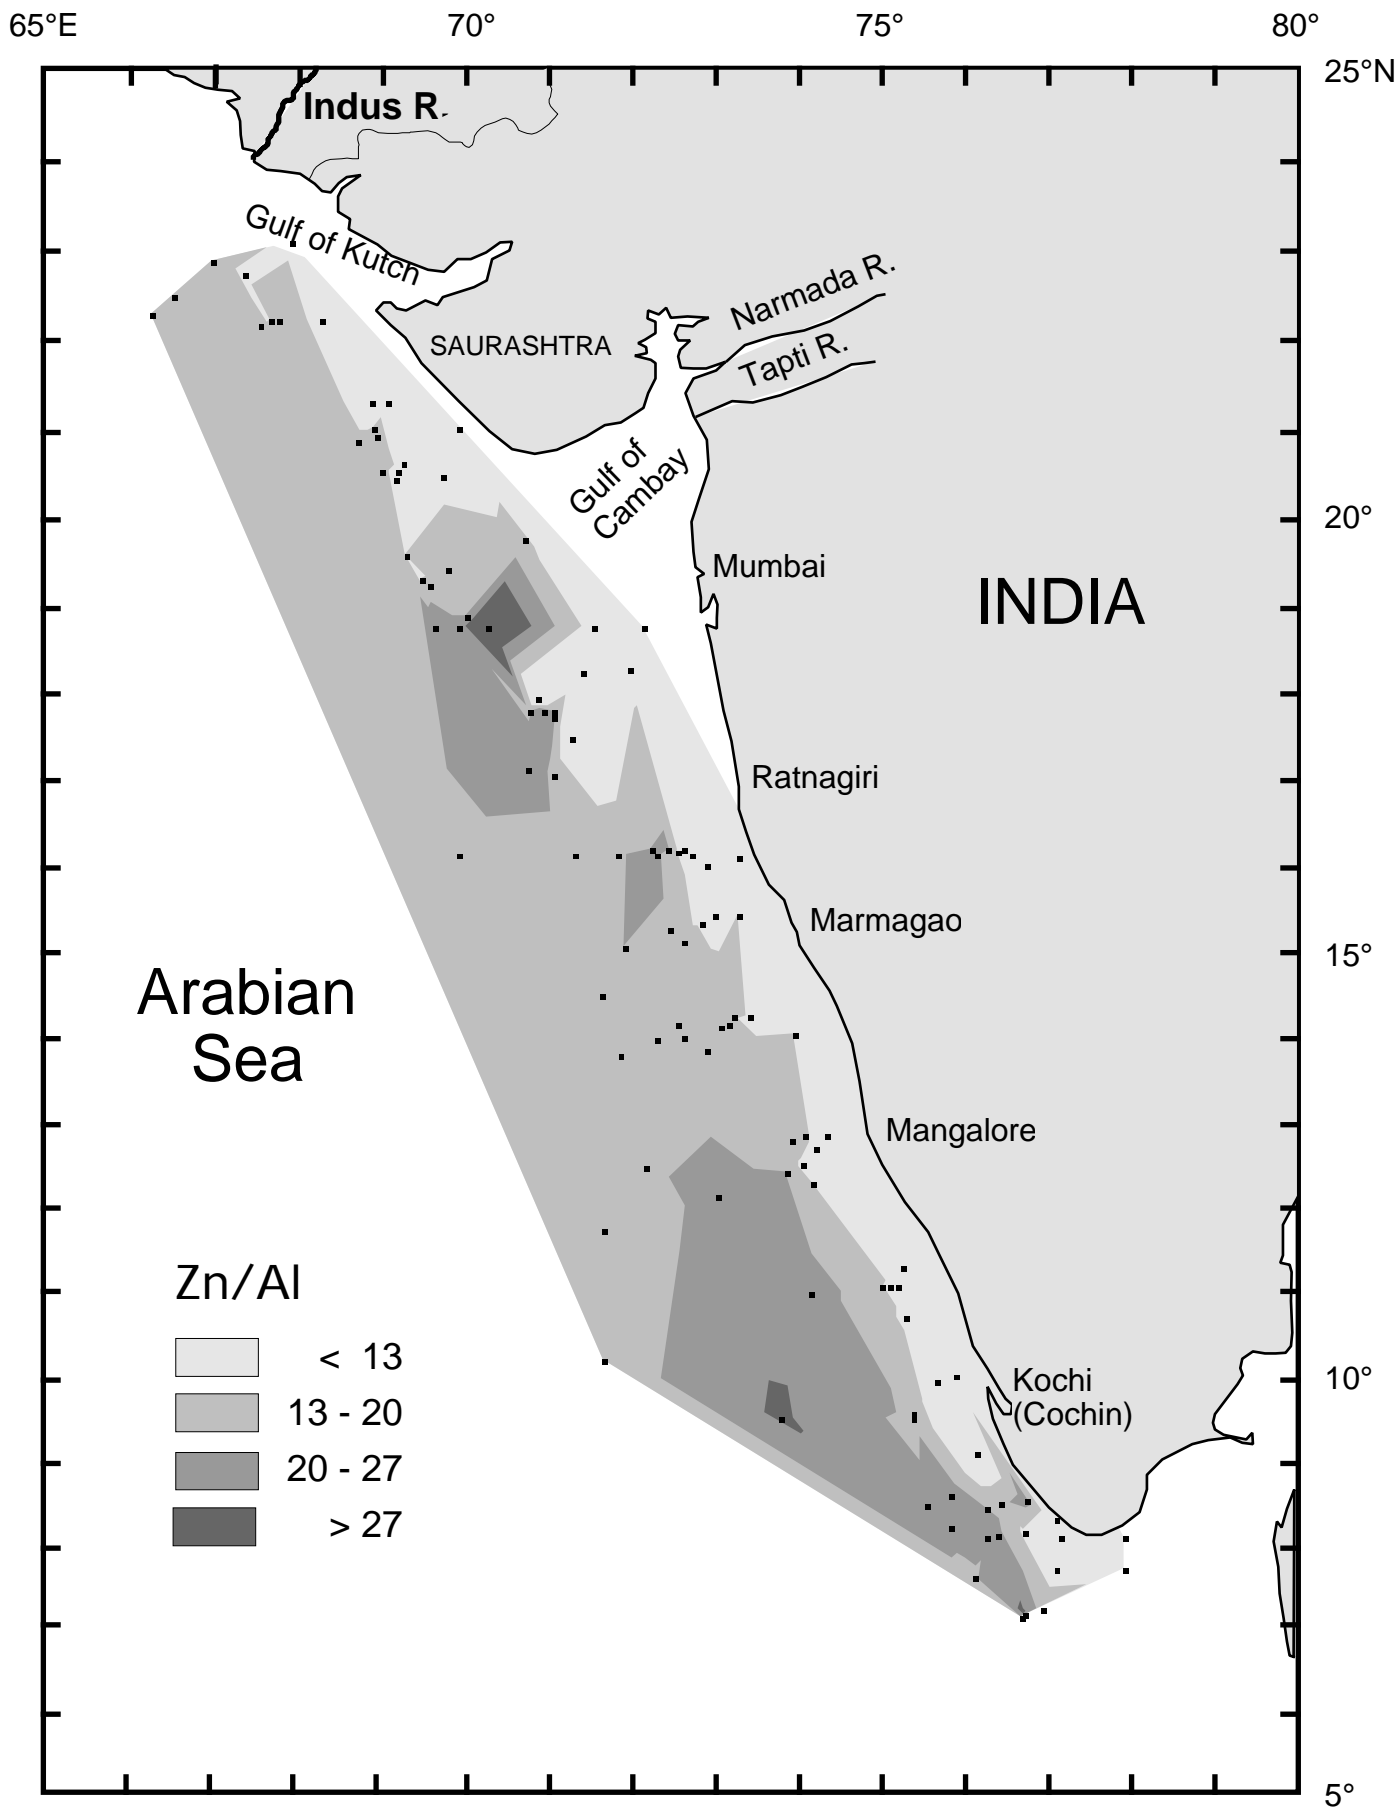 65°E 70° 75° 80°
25°N
Indus R.
Gulf of Kutch
Narmada R.
SAURASHTRA
Tapti R.
Gulf of
Cambay
20°
Mumbai
INDIA
Ratnagiri
Marmagao
15°
Arabian
Sea
Mangalore
Zn/Al
< 13
13 - 20
20 - 27
> 27
10°
Kochi
(Cochin)
5°